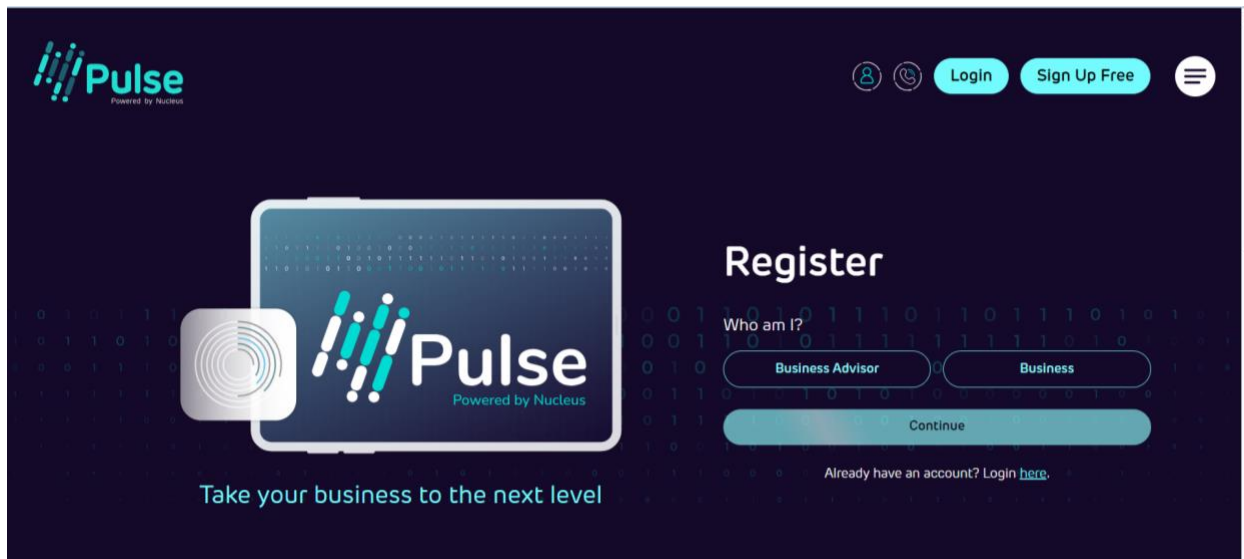 Pulse
Powered by Nucleus
Login
Sign Up Free
Pulse
Powered by Nucleus
Take your business to the next level
Register
Who am I?
Business Advisor
Business
Continue
Already have an account? Login here.